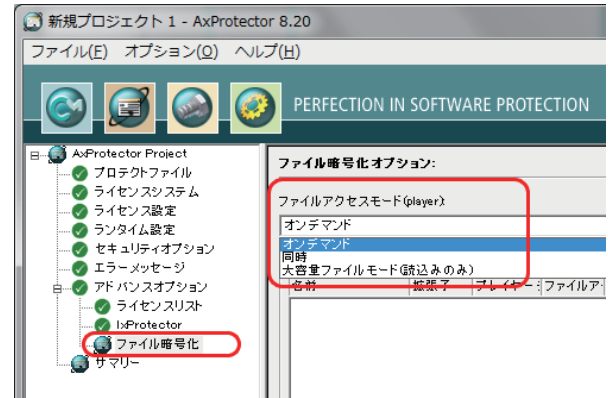 新規プロジェクト 1 - AxProtector 8.20
ファイル(F) オプション(O) ヘルプ(H)
PERFECTION IN SOFTWARE PROTECTION
AxProtector Project
プロテクトファイル
ライセンスシステム
ライセンス設定
ランタイム設定
セキュリティオプション
エラーメッセージ
アドバンスオプション
ライセンスリスト
IxProtector
ファイル暗号化
サマリー
ファイル暗号化オプション:
ファイルアクセスモード(player):
オンデマンド
オンデマンド
同時
大容量ファイルモード(読込みのみ)
名前 拡張子 プレイヤー: ファイルア